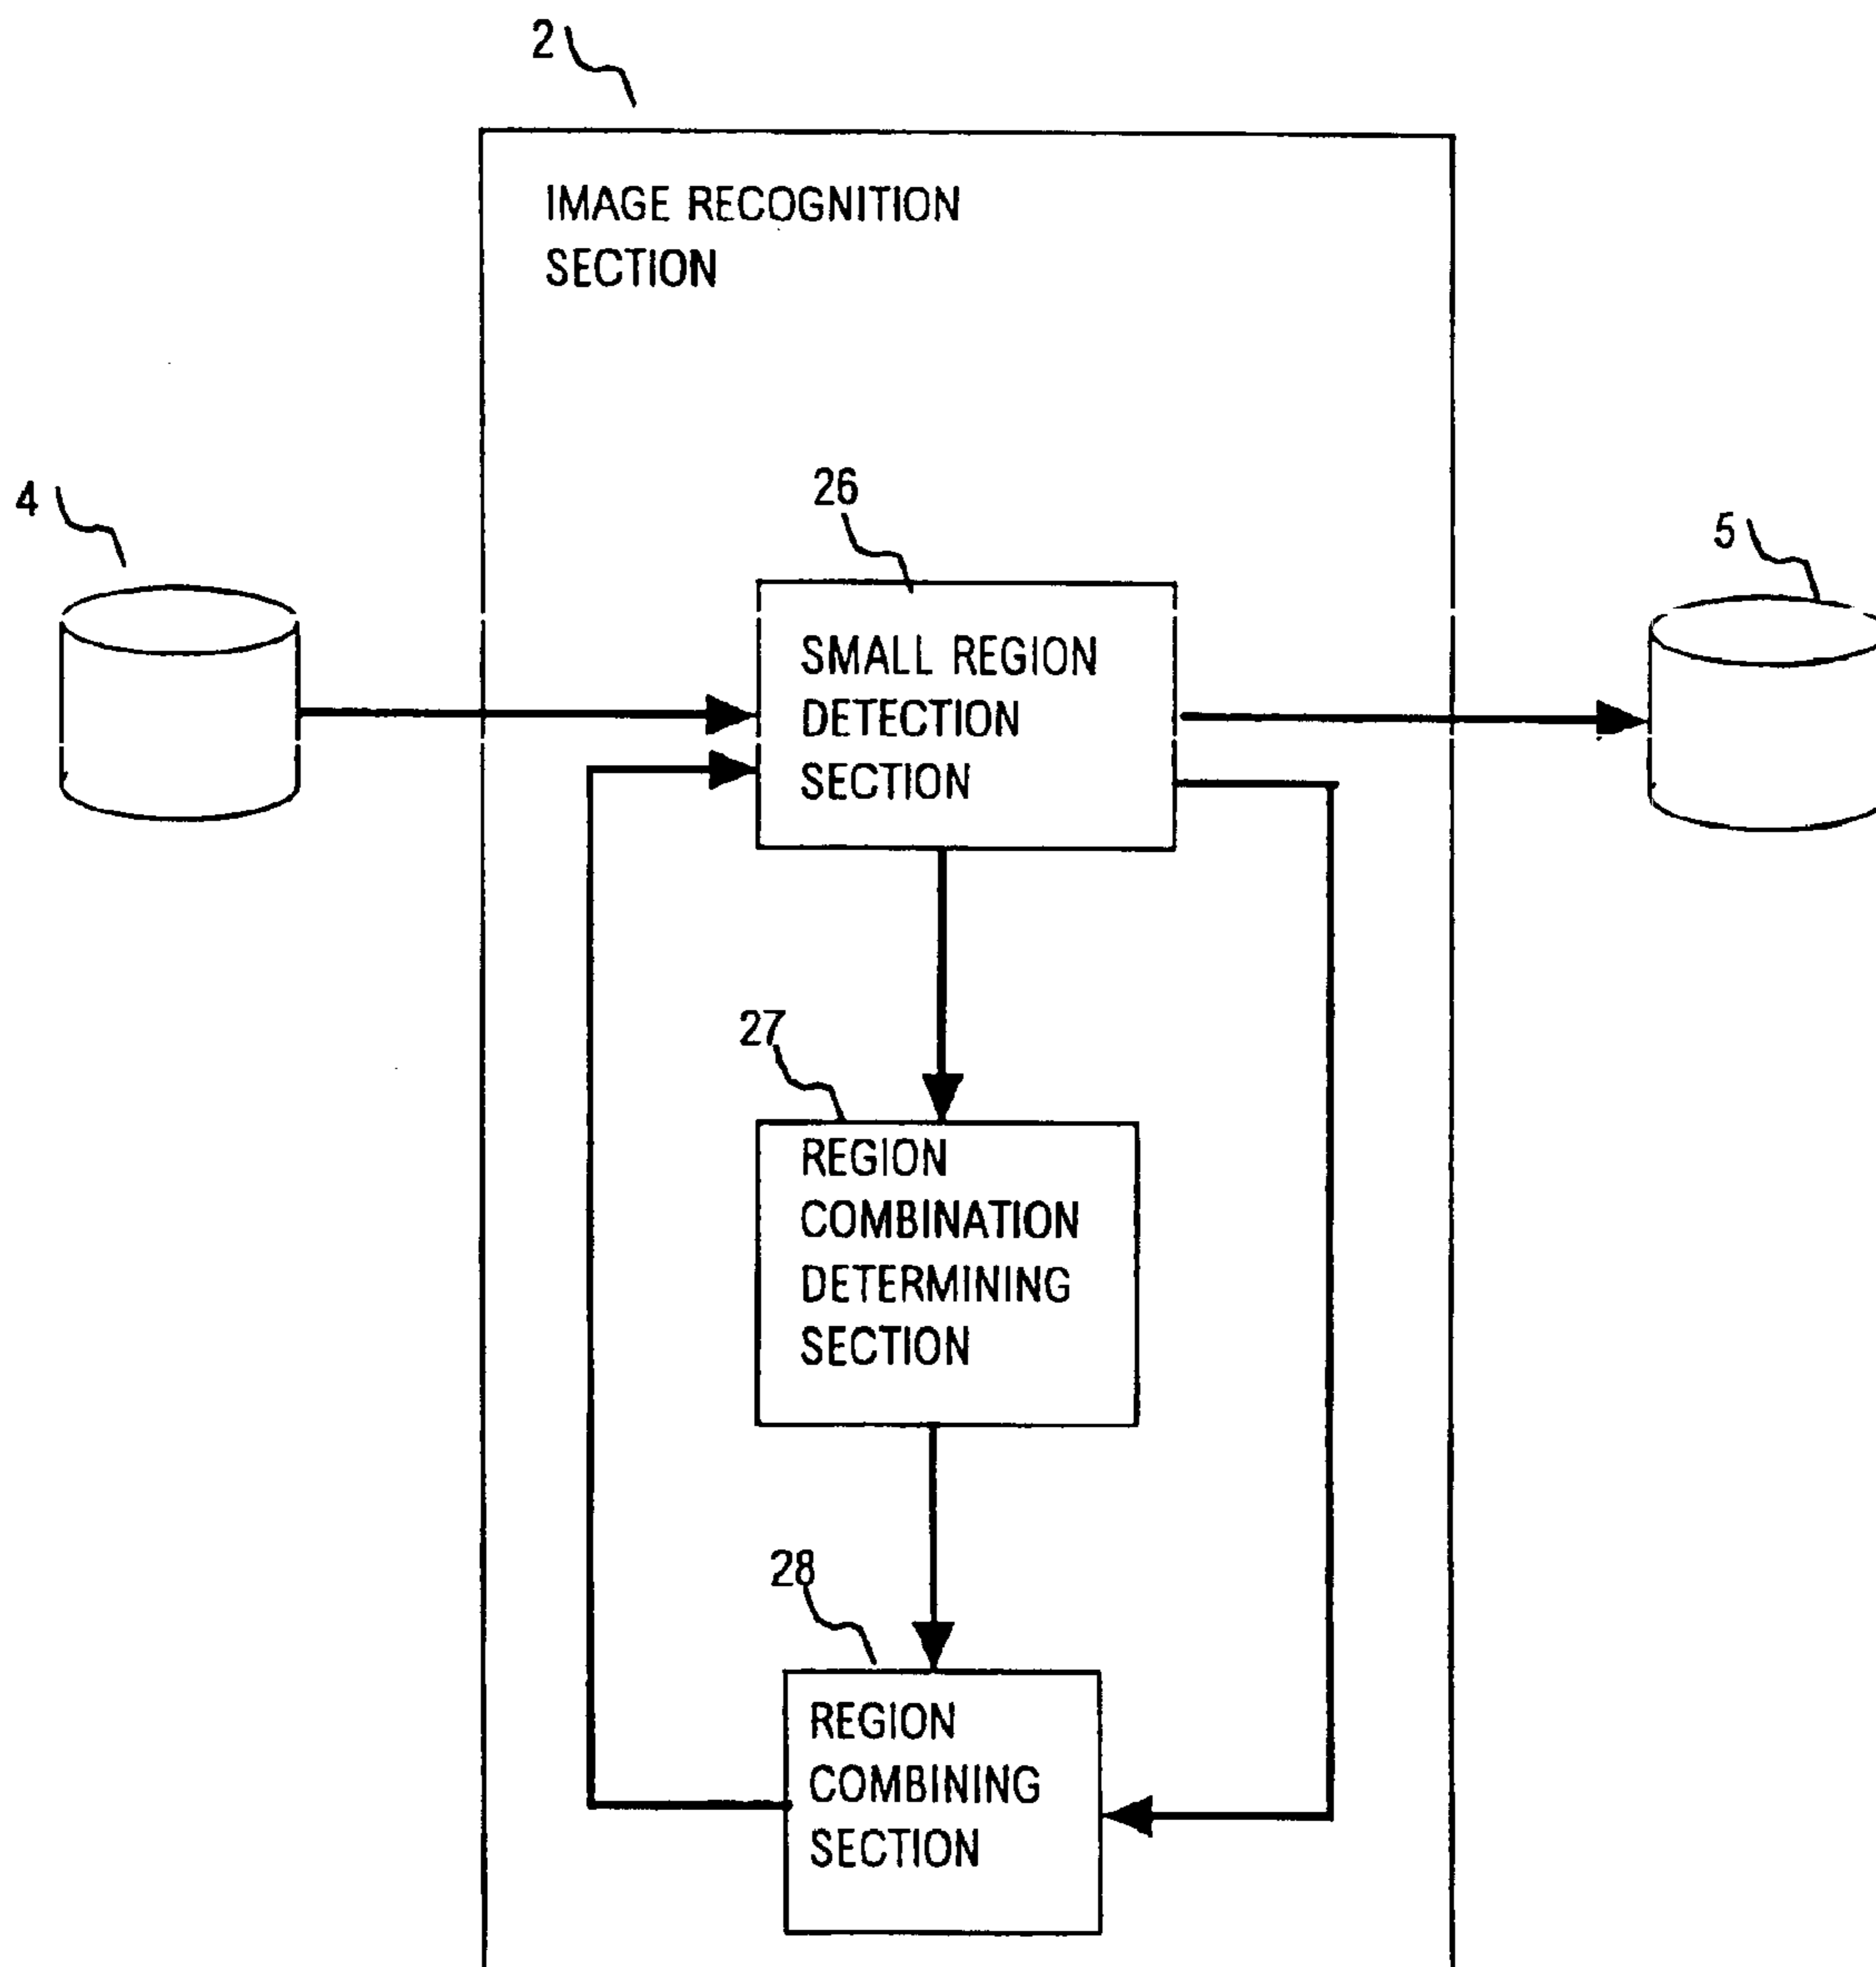 2
IMAGE RECOGNITION
SECTION
4
26
5
SMALL REGION
DETECTION
SECTION
27
REGION
COMBINATION
DETERMINING
SECTION
28
REGION
COMBINING
SECTION